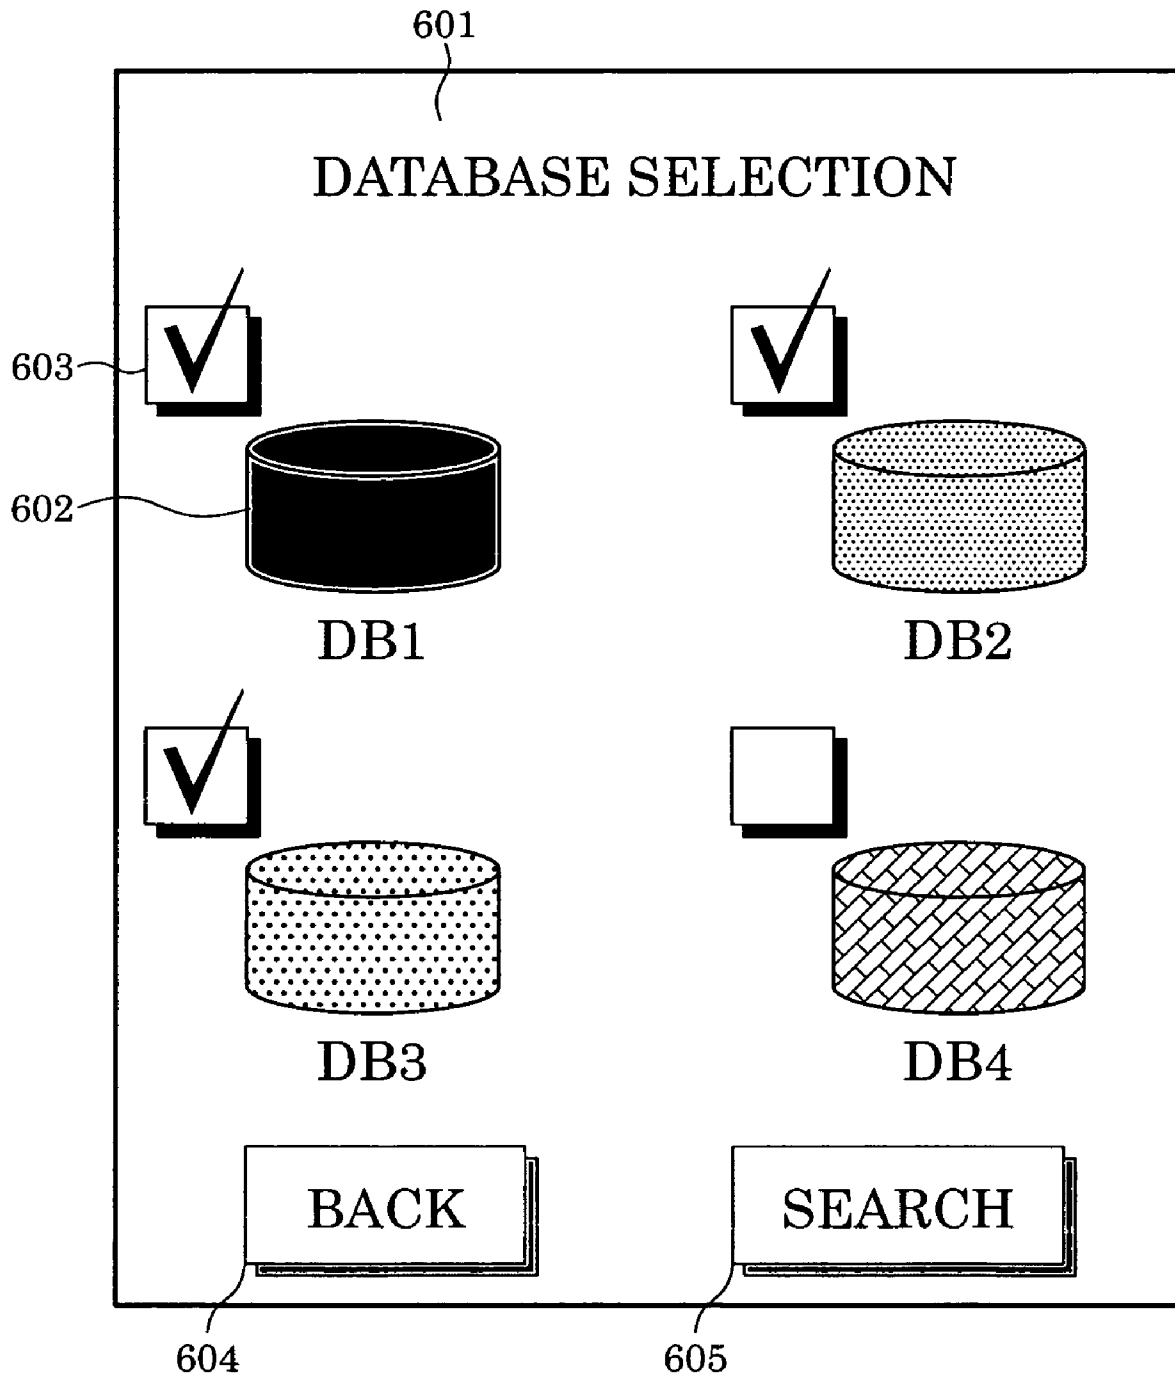 601
DATABASE SELECTION
603
602
DB1 DB2
DB3 DB4
BACK SEARCH
604 605